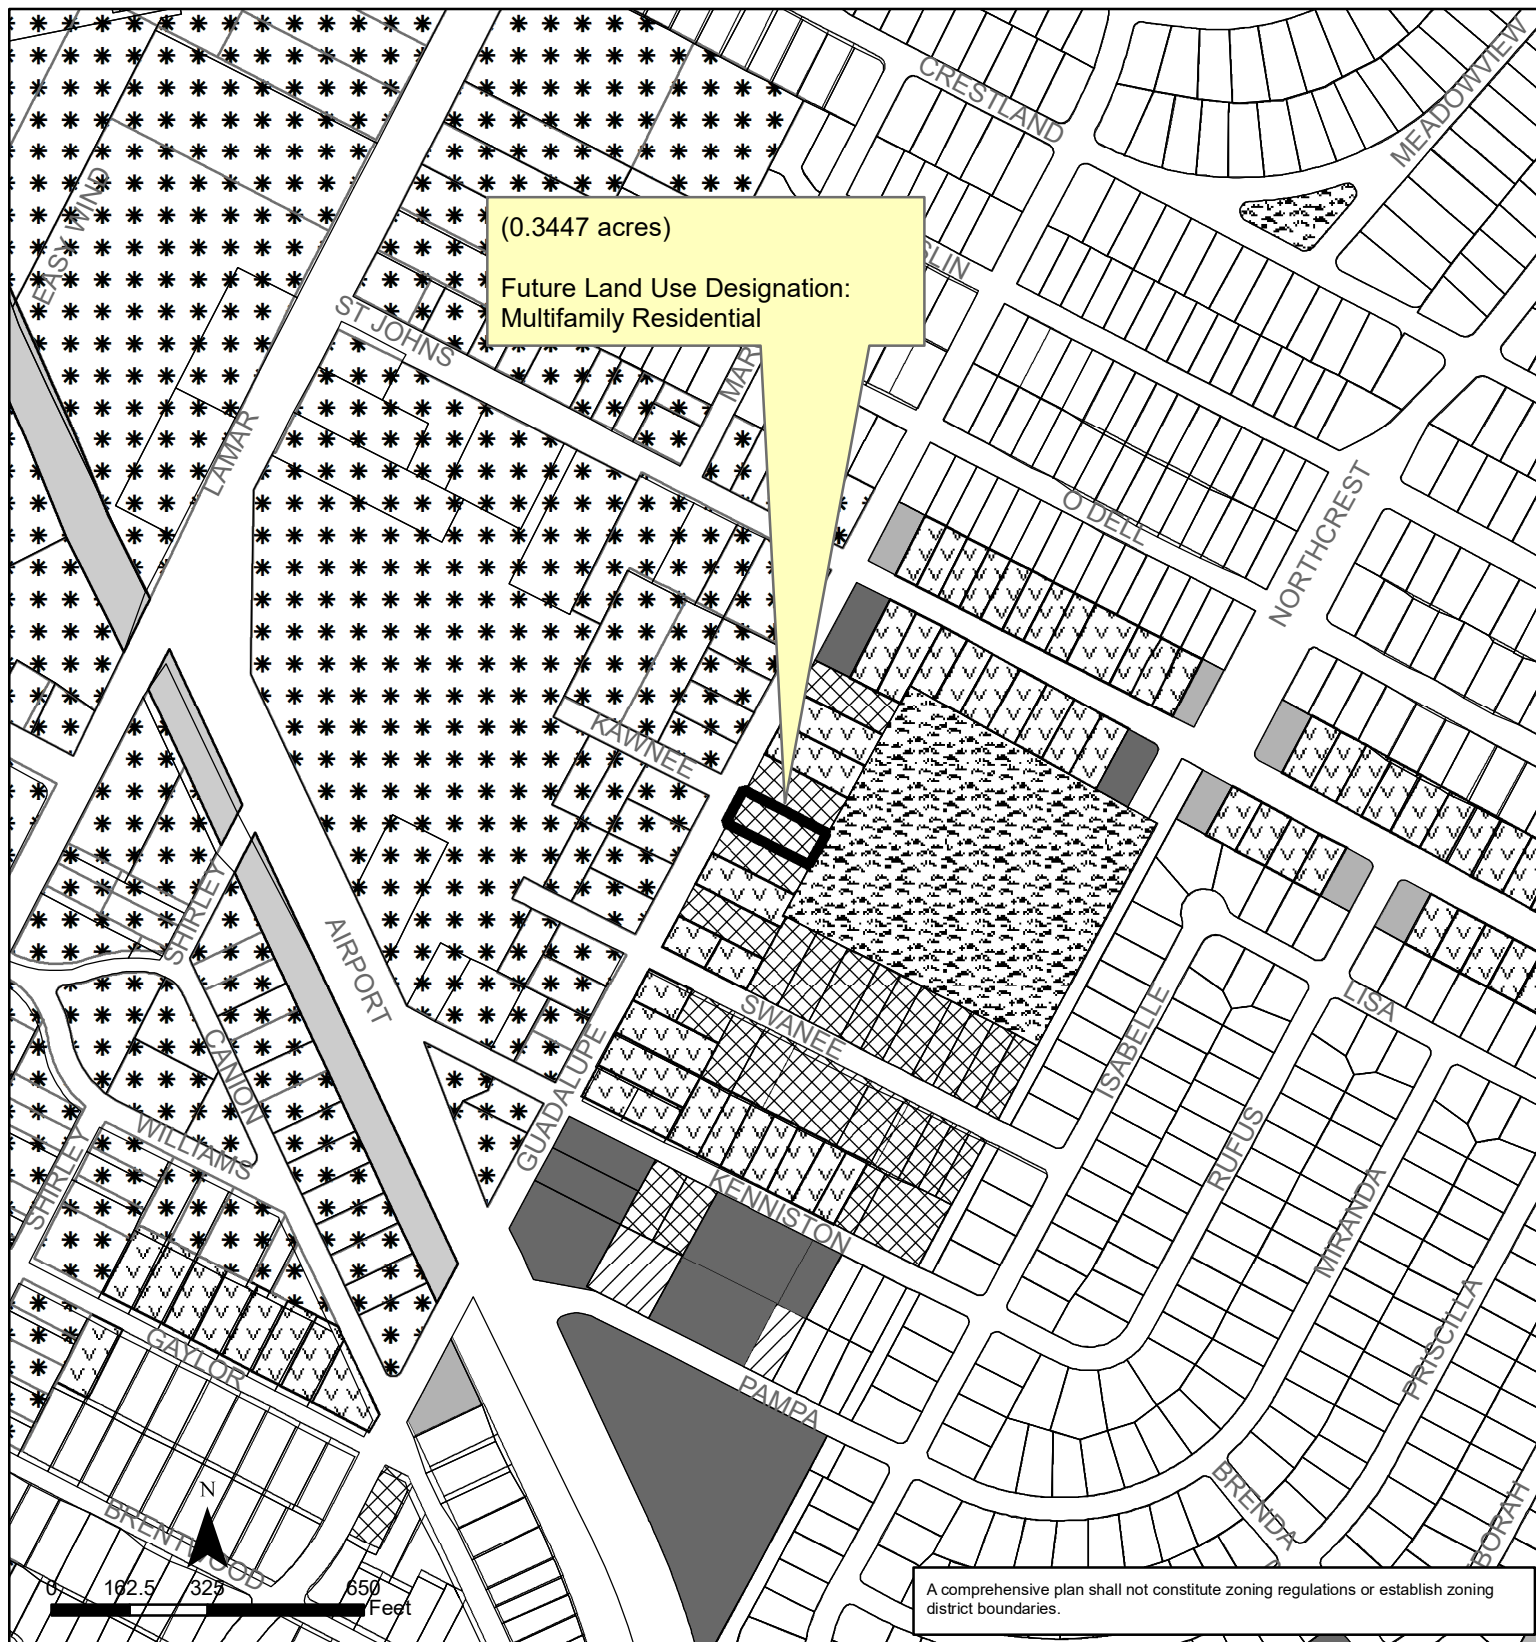 CRESTLAND
MEADOWVIEW
EASY WIND
(0.3447 acres)
Future Land Use Designation:
Multifamily Residential
ST JOHNS
LAMAR
O DELL
NORTHCREST
KAWNEE
SHIRLEY
AIRPORT
SWANEE
LISA
ISABELLE
CANION
GUADALUPE
WILLIAMS
SHIRLEY
RUFUS
KENNISTON
MIRANDA
PRISCILLA
GAYLOR
PAMPA
BRENDA
N
BRENTWOOD
0 162.5 325 650
Feet
A comprehensive plan shall not constitute zoning regulations or establish zoning
district boundaries.